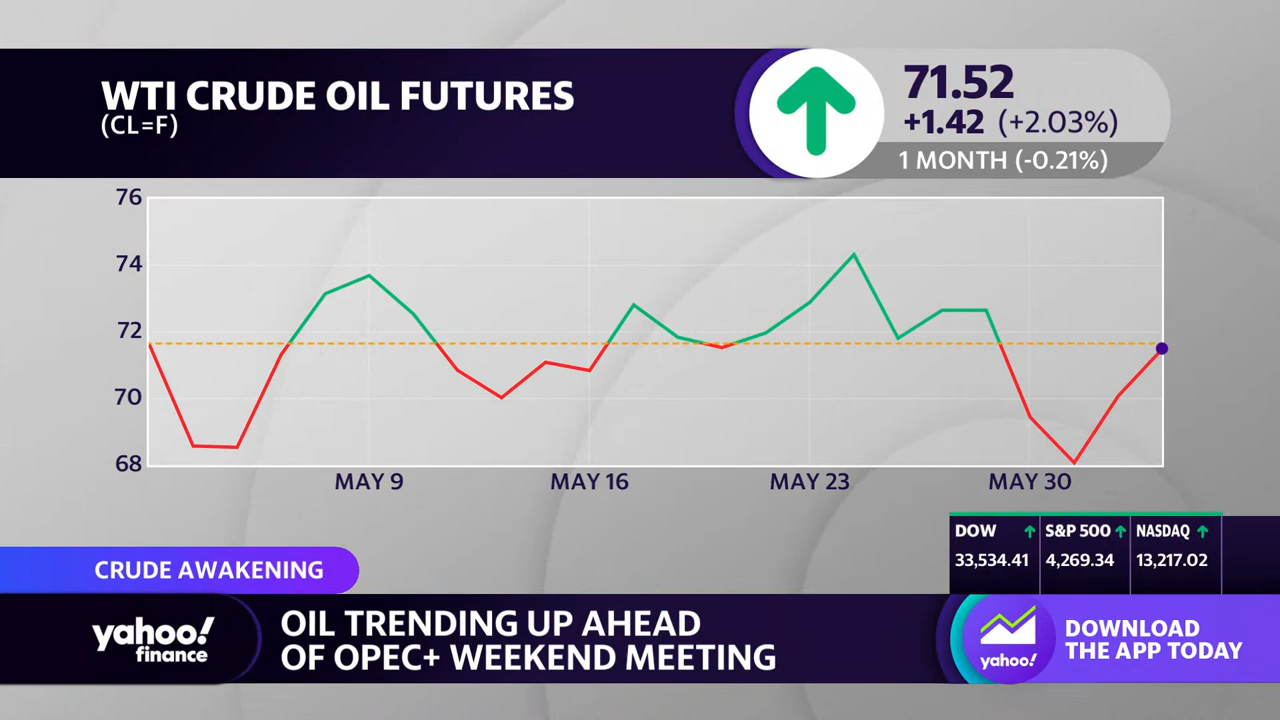 WTI CRUDE OIL FUTURES
(CL=F)
71.52
+1.42 (+2.03%)
1 MONTH (-0.21%)
76
74
72
70
68
MAY 9
MAY 16
MAY 23
MAY 30
DOW
33,534.41
S&P 500
4,269.34
NASDAQ
13,217.02
CRUDE AWAKENING
yahoo!
finance
OIL TRENDING UP AHEAD
OF OPEC+ WEEKEND MEETING
yahoo!
DOWNLOAD
THE APP TODAY